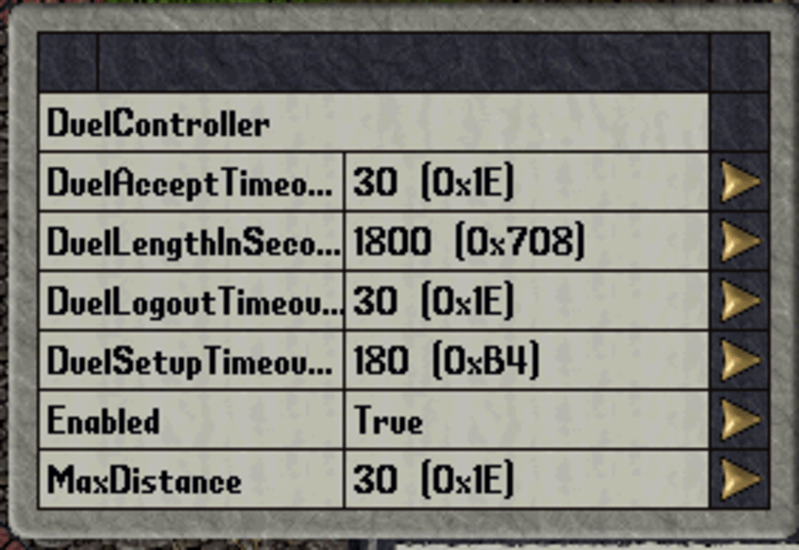 DuelController
DuelAcceptTimeo... 30 (0x1E)
DuelLengthInSeco... 1800 (0x708)
DuelLogoutTimeou... 30 (0x1E)
DuelSetupTimeou... 180 (0xB4)
Enabled True
MaxDistance 30 (0x1E)